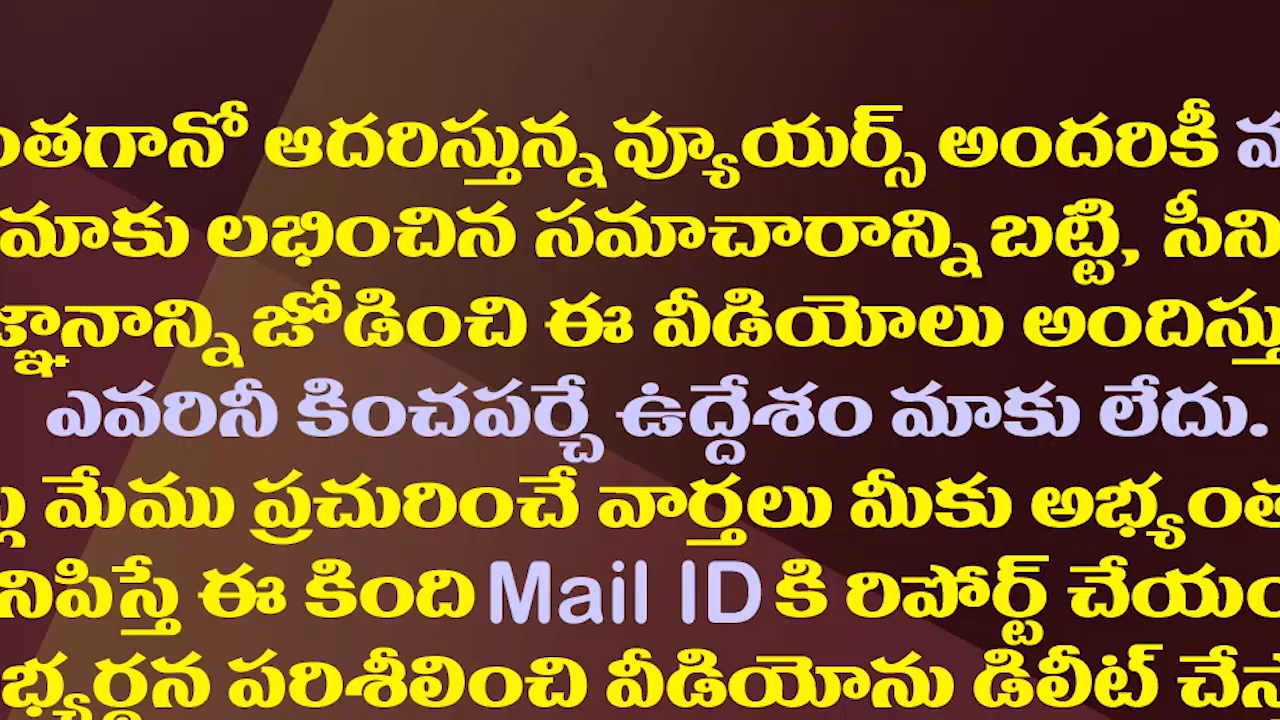 ంతగానో ఆదరిస్తున్న వ్యూయర్స్ అందరికీ
మాకు లభించిన సమాచారాన్ని బట్టి, సీని
జ్ఞానాన్ని జోడించి ఈ వీడియోలు అందిస్తు
ఎవరినీ కించపర్చే ఉద్దేశం మాకు లేదు.
మేము ప్రచురించే వార్తలు మీకు అభ్యంత
నిపిస్తే ఈ కింది Mail ID కి రిపోర్ట్ చేయం
భ్యర్థన పరిశీలించి వీడియోను డిలీట్ చేస